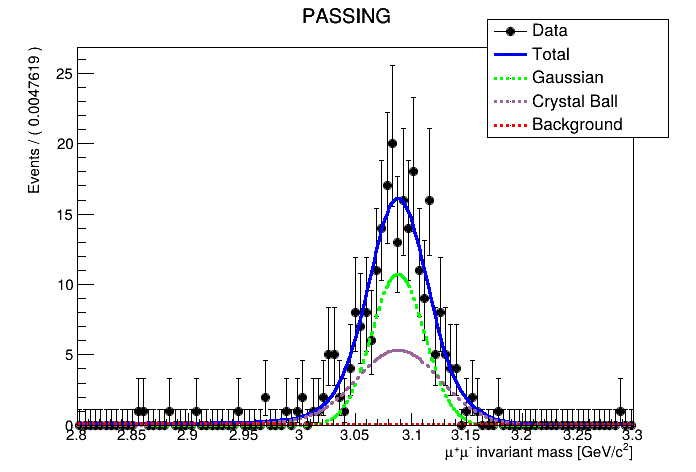 PASSING
Data
Total
Gaussian
Crystal Ball
Background
Events / ( 0.0047619 )
25
20
15
10
5
0
2.8 2.85 2.9 2.95 3 3.05 3.1 3.15 3.2 3.25 3.3
μ⁺μ⁻ invariant mass [GeV/c²]